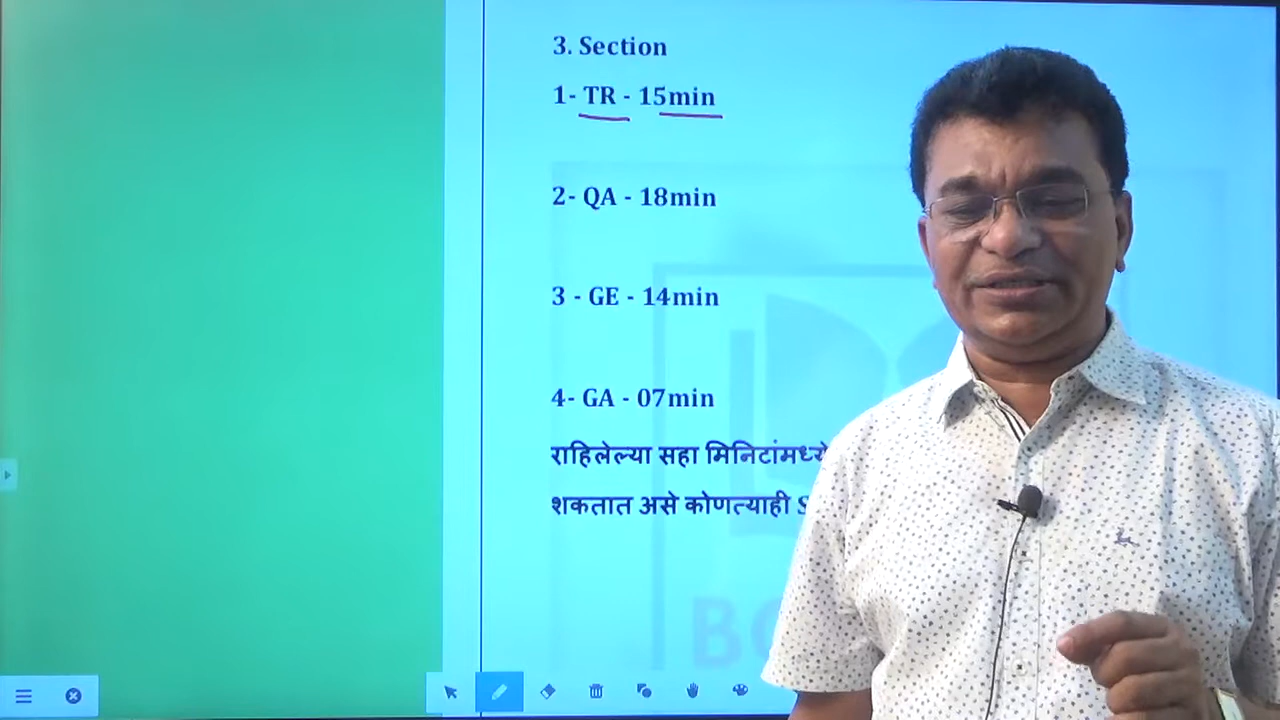 3. Section
1- TR - 15min
2- QA - 18min
3 - GE - 14min
4- GA - 07min
राहिलेल्या सहा मिनिटांमध्ये
शकतात असे कोणत्याही